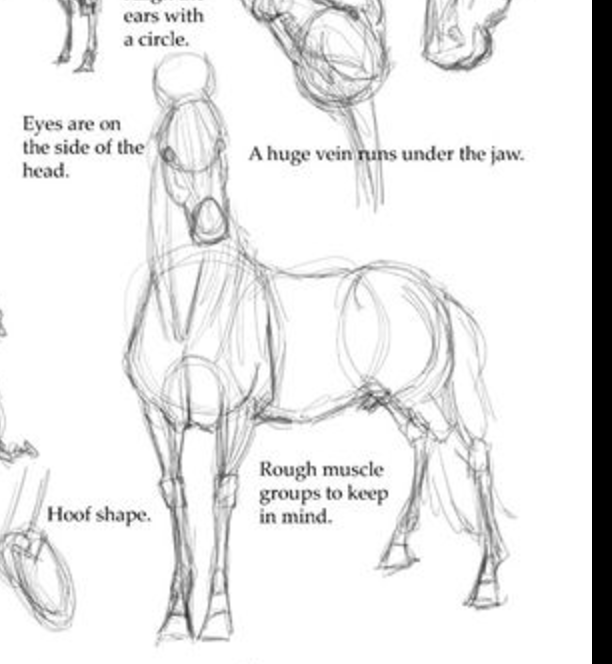 ears with
a circle.
Eyes are on
the side of the
head.
A huge vein runs under the jaw.
Rough muscle
groups to keep
in mind.
Hoof shape.